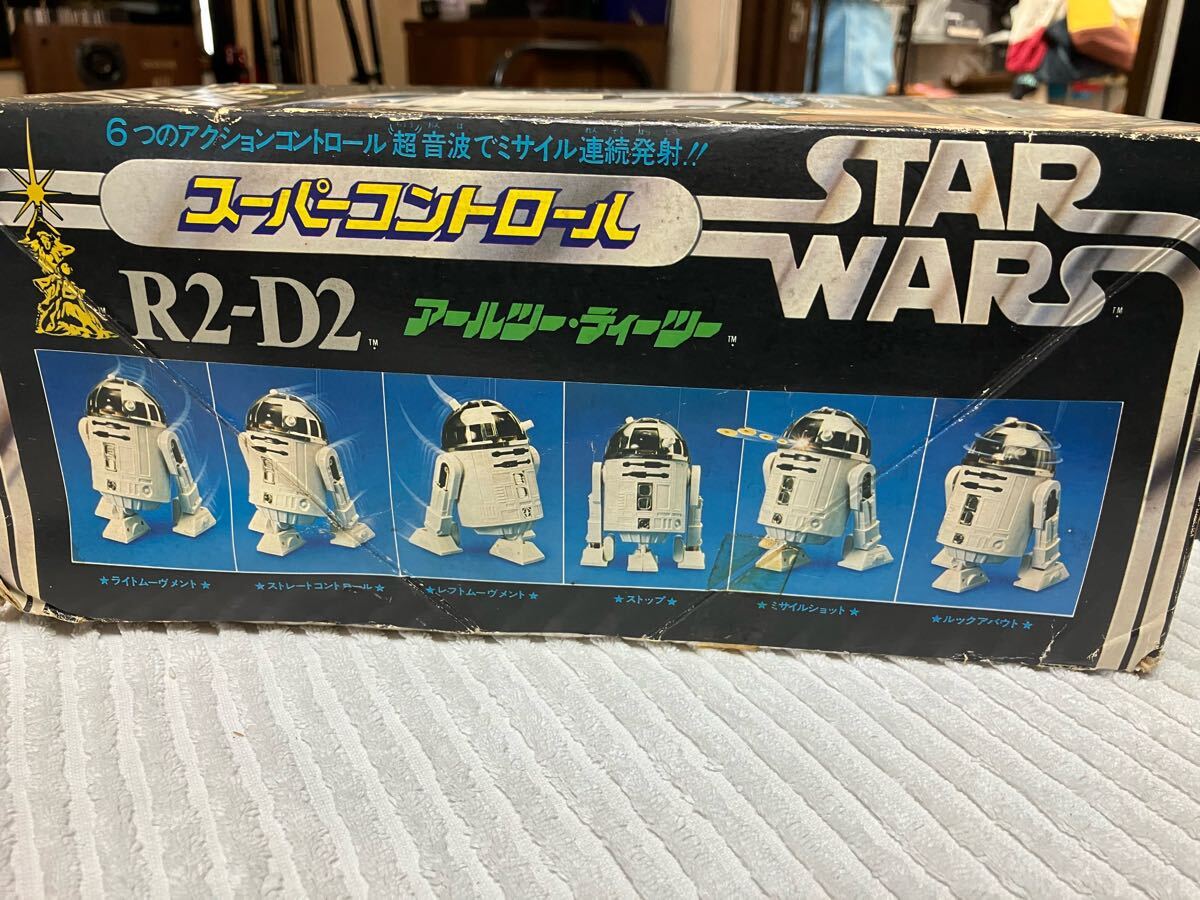 6つのアクションコントロール 超音波でミサイル連続発射!!
スーパーコントロール
STAR
WARS™
R2-D2™ アールツー・ディーツー™
★ライトムーヴメント★
★ストレートコントロール★
★レフトムーヴメント★
★ストップ★
★ミサイルショット★
★ルックアバウト★